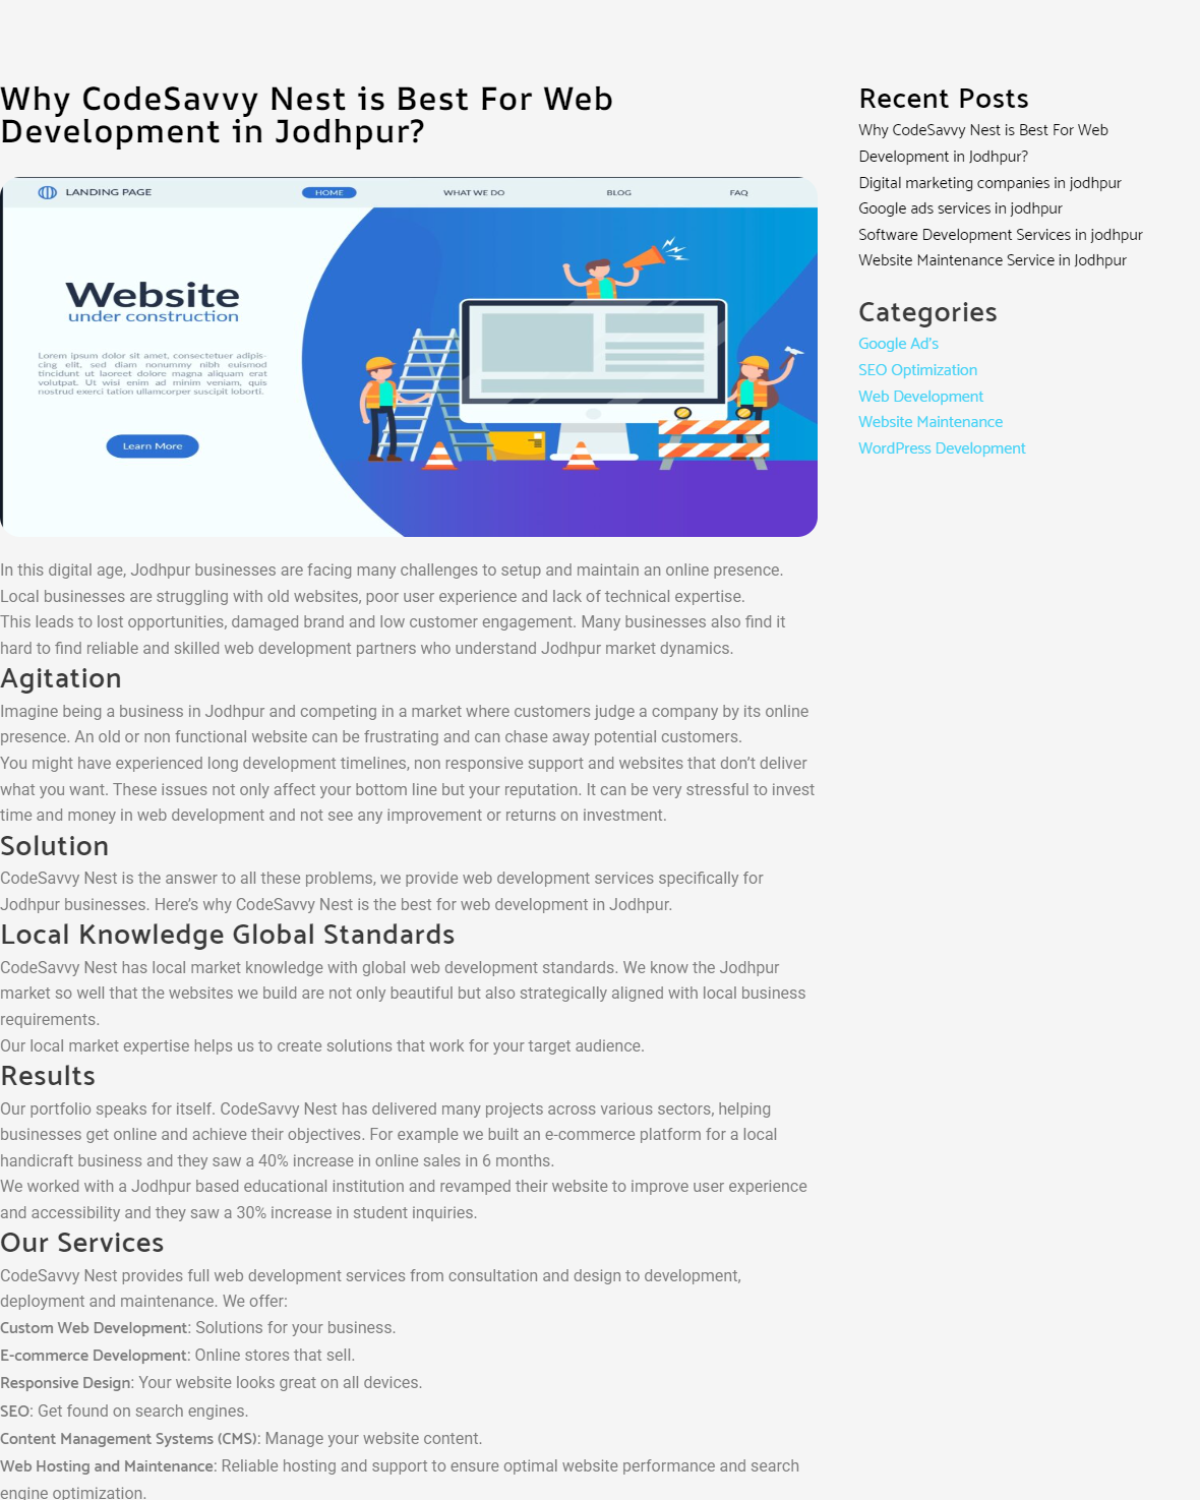 Why CodeSavvy Nest is Best For Web
Development in Jodhpur?
LANDING PAGE
HOME
WHAT WE DO
BLOG
FAQ
Website
under construction
Lorem ipsum dolor sit amet, consectetuer adipis-
cing elit, sed diam nonummy nibh euismod
tincidunt ut laoreet dolore magna aliquam erat
volutpat. Ut wisi enim ad minim veniam, quis
nostrud exerci tation ullamcorper suscipit loborti.
Learn More
In this digital age, Jodhpur businesses are facing many challenges to setup and maintain an online presence.
Local businesses are struggling with old websites, poor user experience and lack of technical expertise.
This leads to lost opportunities, damaged brand and low customer engagement. Many businesses also find it
hard to find reliable and skilled web development partners who understand Jodhpur market dynamics.
Agitation
Imagine being a business in Jodhpur and competing in a market where customers judge a company by its online
presence. An old or non functional website can be frustrating and can chase away potential customers.
You might have experienced long development timelines, non responsive support and websites that don't deliver
what you want. These issues not only affect your bottom line but your reputation. It can be very stressful to invest
time and money in web development and not see any improvement or returns on investment.
Solution
CodeSavvy Nest is the answer to all these problems, we provide web development services specifically for
Jodhpur businesses. Here’s why CodeSavvy Nest is the best for web development in Jodhpur.
Local Knowledge Global Standards
CodeSavvy Nest has local market knowledge with global web development standards. We know the Jodhpur
market so well that the websites we build are not only beautiful but also strategically aligned with local business
requirements.
Our local market expertise helps us to create solutions that work for your target audience.
Results
Our portfolio speaks for itself. CodeSavvy Nest has delivered many projects across various sectors, helping
businesses get online and achieve their objectives. For example we built an e-commerce platform for a local
handicraft business and they saw a 40% increase in online sales in 6 months.
We worked with a Jodhpur based educational institution and revamped their website to improve user experience
and accessibility and they saw a 30% increase in student inquiries.
Our Services
CodeSavvy Nest provides full web development services from consultation and design to development,
deployment and maintenance. We offer:
Custom Web Development: Solutions for your business.
E-commerce Development: Online stores that sell.
Responsive Design: Your website looks great on all devices.
SEO: Get found on search engines.
Content Management Systems (CMS): Manage your website content.
Web Hosting and Maintenance: Reliable hosting and support to ensure optimal website performance and search
engine optimization.
Recent Posts
Why CodeSavvy Nest is Best For Web
Development in Jodhpur?
Digital marketing companies in jodhpur
Google ads services in jodhpur
Software Development Services in jodhpur
Website Maintenance Service in Jodhpur
Categories
Google Ad's
SEO Optimization
Web Development
Website Maintenance
WordPress Development